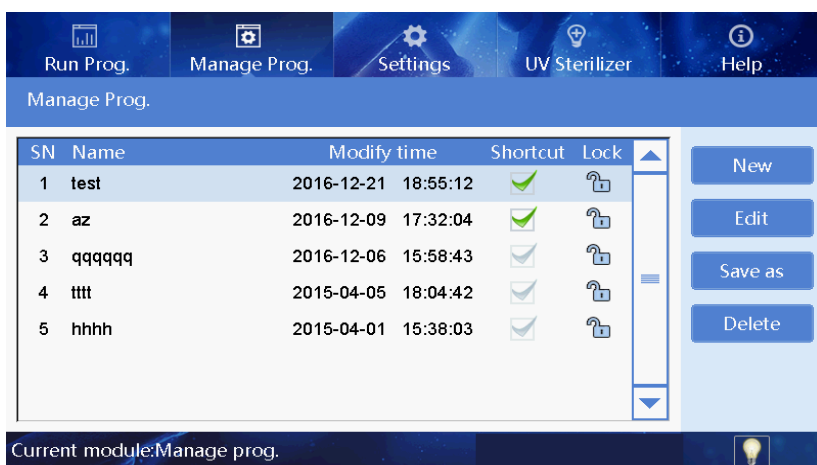 Run Prog. Manage Prog. Settings UV Sterilizer Help
Manage Prog.
SN Name Modify time Shortcut Lock
1 test 2016-12-21 18:55:12
2 az 2016-12-09 17:32:04
3 qqqqqq 2016-12-06 15:58:43
4 tttt 2015-04-05 18:04:42
5 hhhh 2015-04-01 15:38:03
New
Edit
Save as
Delete
Current module:Manage prog.